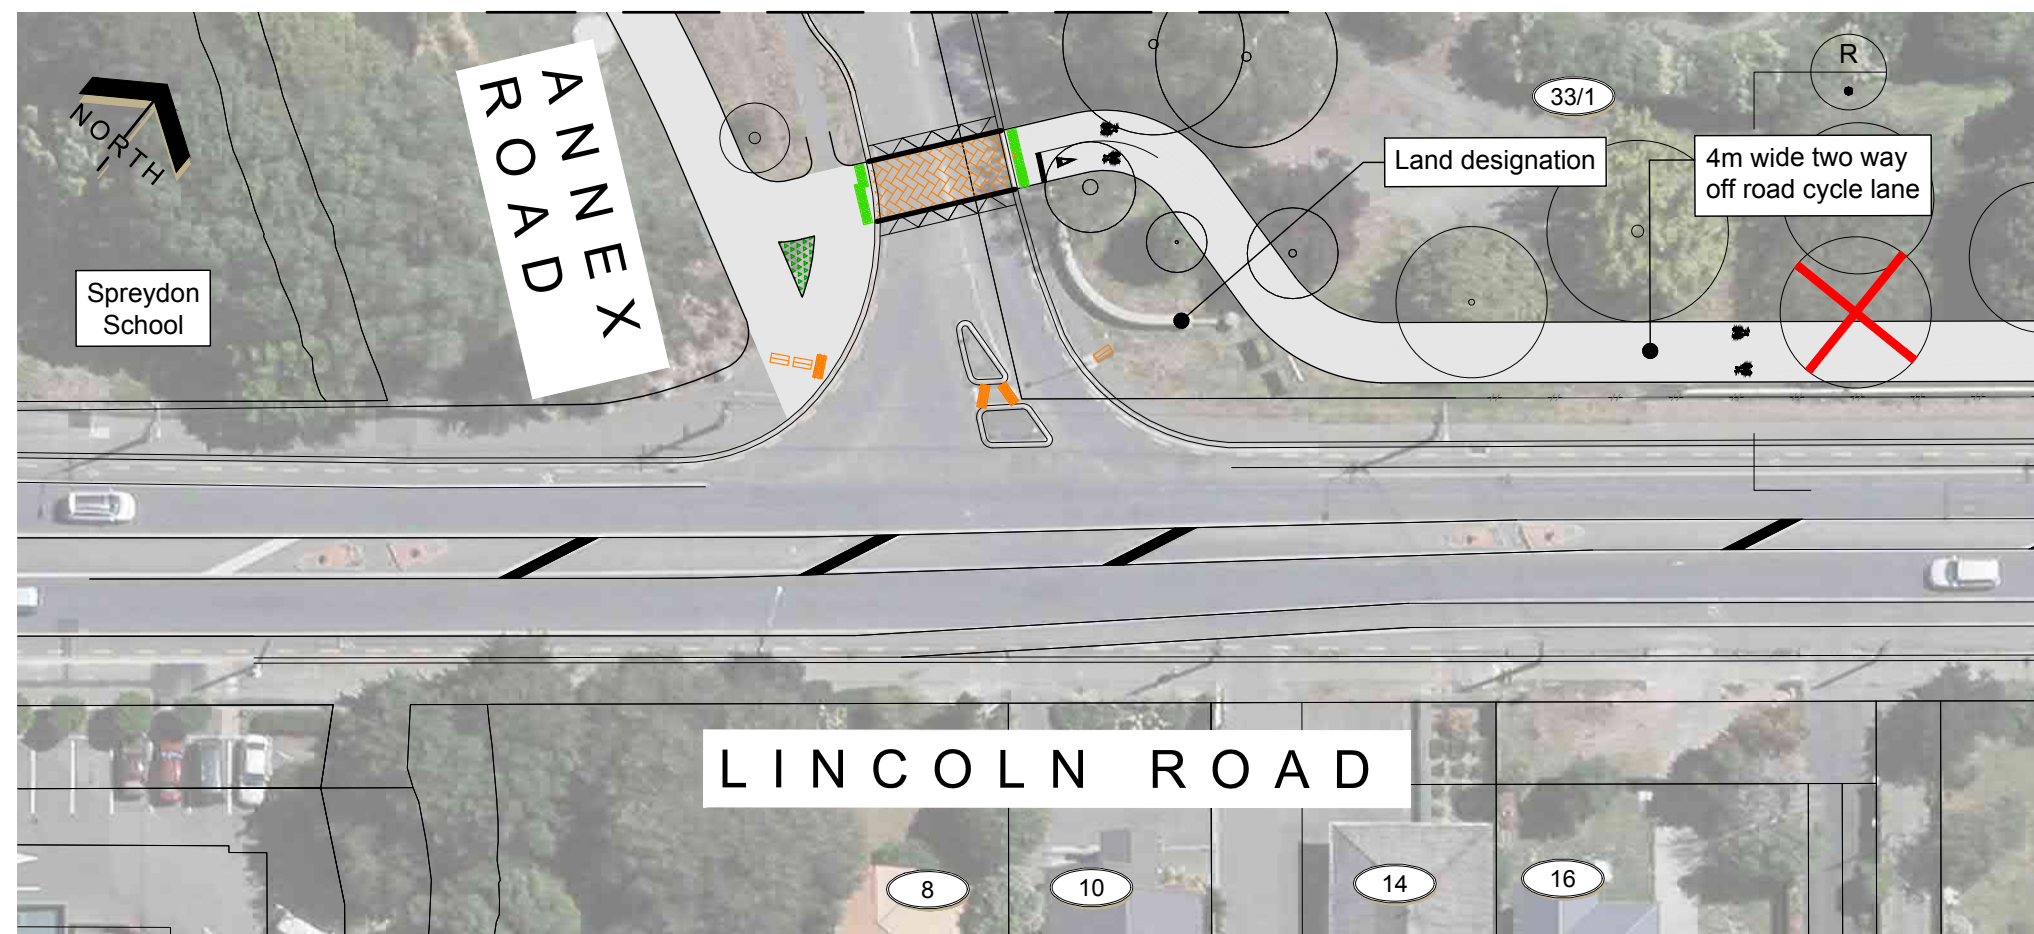 NORTH
ANNEX
ROAD
R
33/1
Land designation
4m wide two way
off road cycle lane
Spreydon
School
LINCOLN ROAD
8
10
14
16